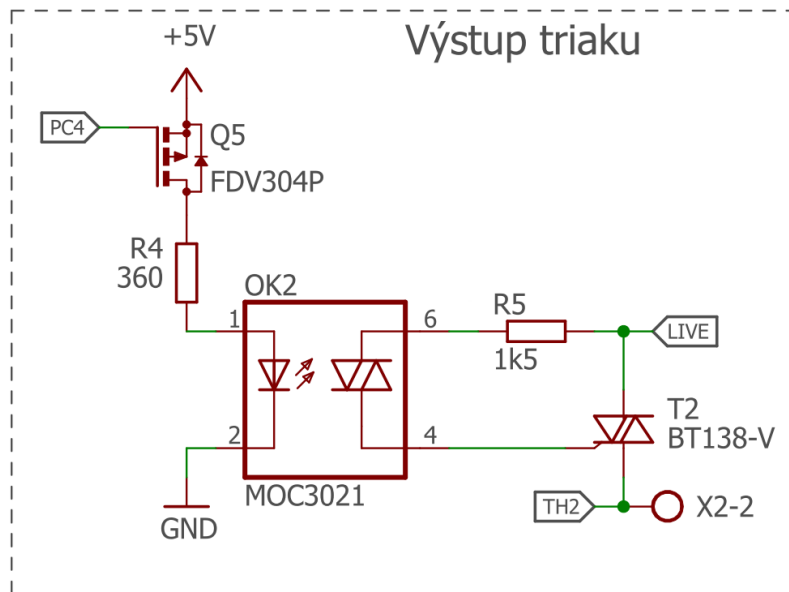 Výstup triaku
+5V
PC4
Q5
FDV304P
R4
360
OK2
1
6
R5
1k5
LIVE
T2
BT138-V
2
4
MOC3021
GND
TH2
X2-2